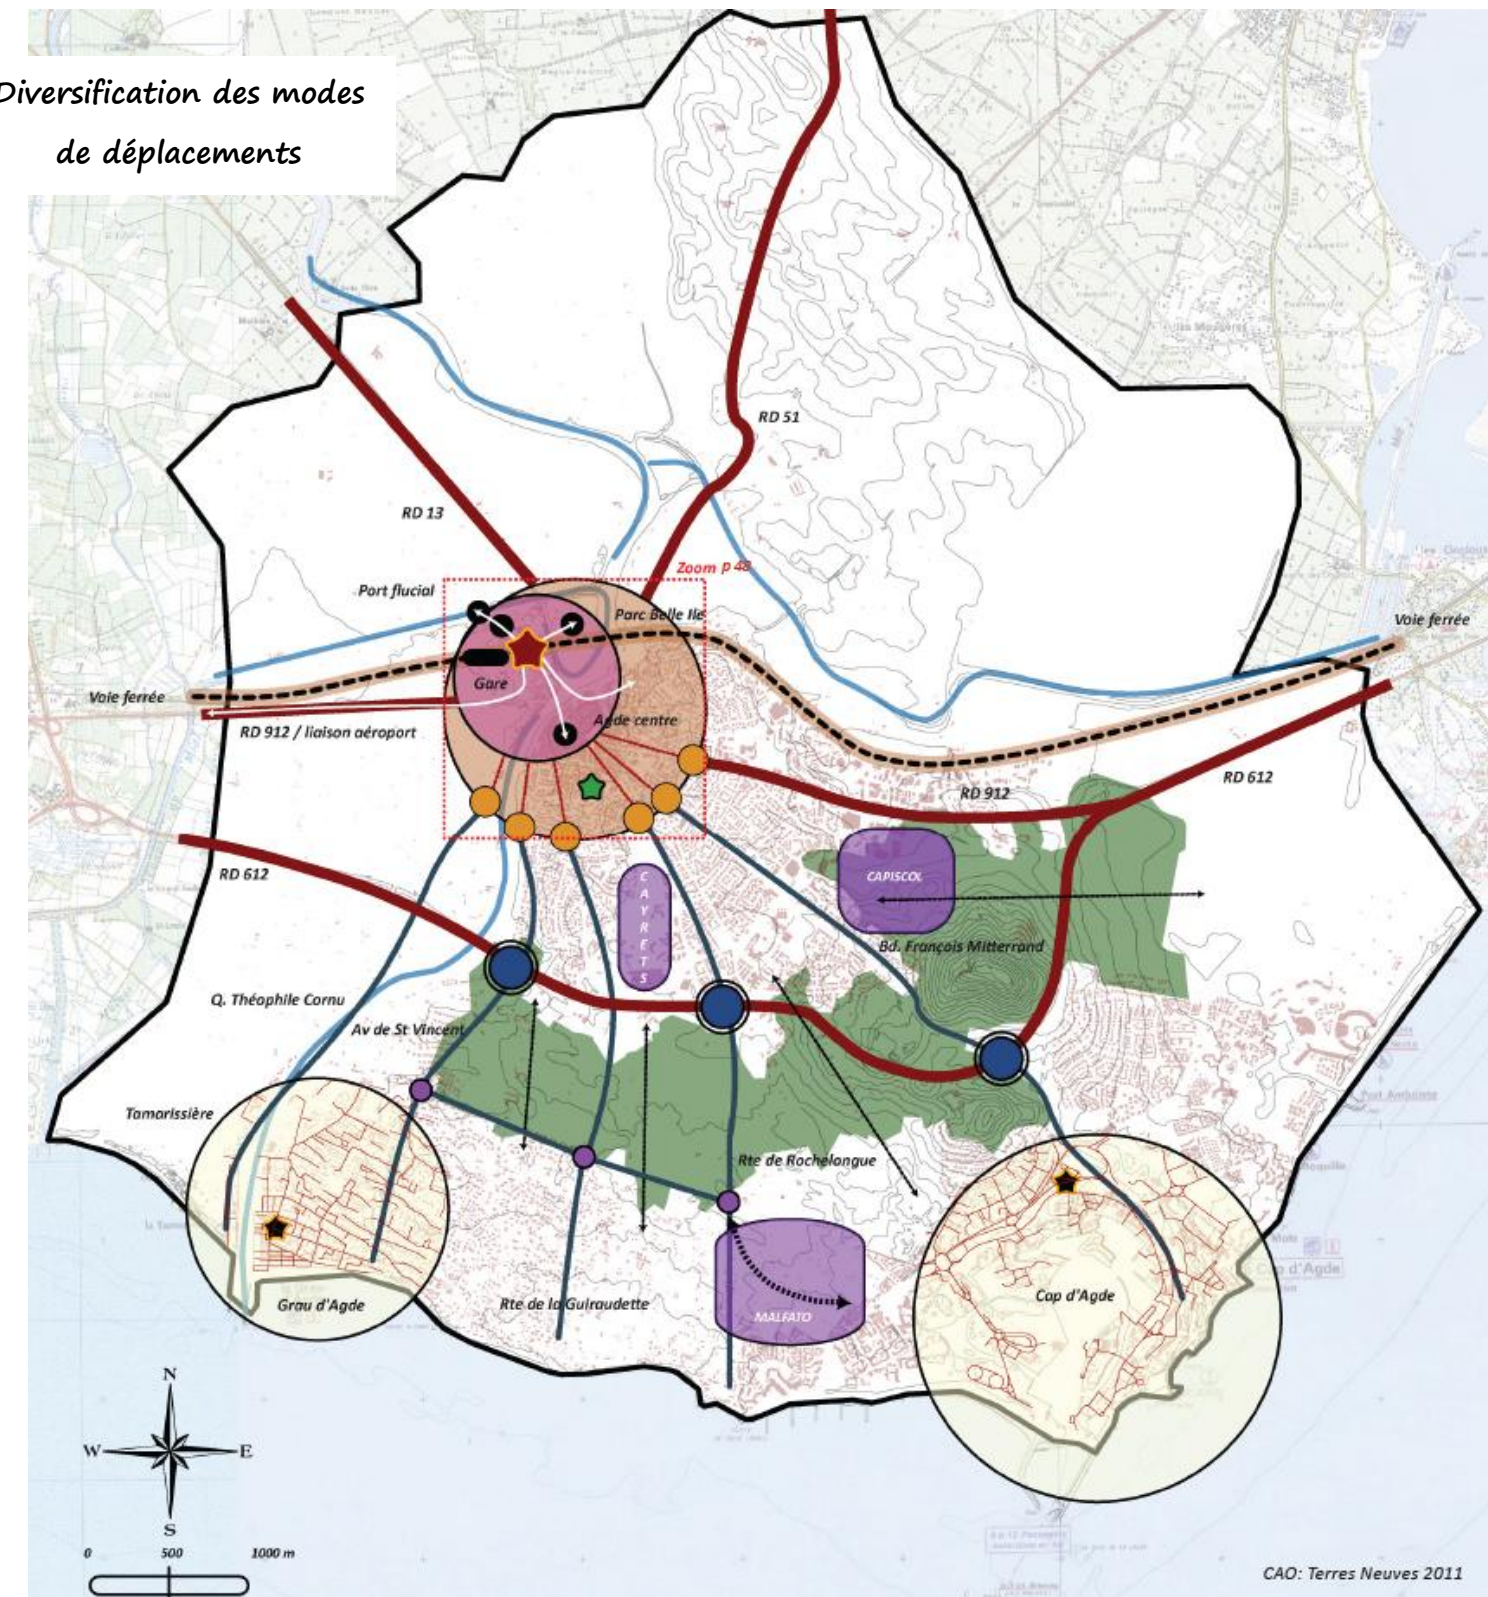 Diversification des modes
de déplacements
RD 51
RD 13
Zoom p 48
Port flucial
Parc Belle Ile
Voie ferrée
Gare
Voie ferrée
Agde centre
RD 912 / liaison aéroport
RD 612
RD 912
RD 612
CAPISCOL
CAYRETS
Bd. François Mitterrand
Q. Théophile Cornu
Av de St Vincent
Tamarissière
Rte de Rochelongue
Grau d'Agde
Rte de la Guiraudette
Cap d'Agde
MALFATO
N
W
E
S
0 500 1000 m
CAO: Terres Neuves 2011